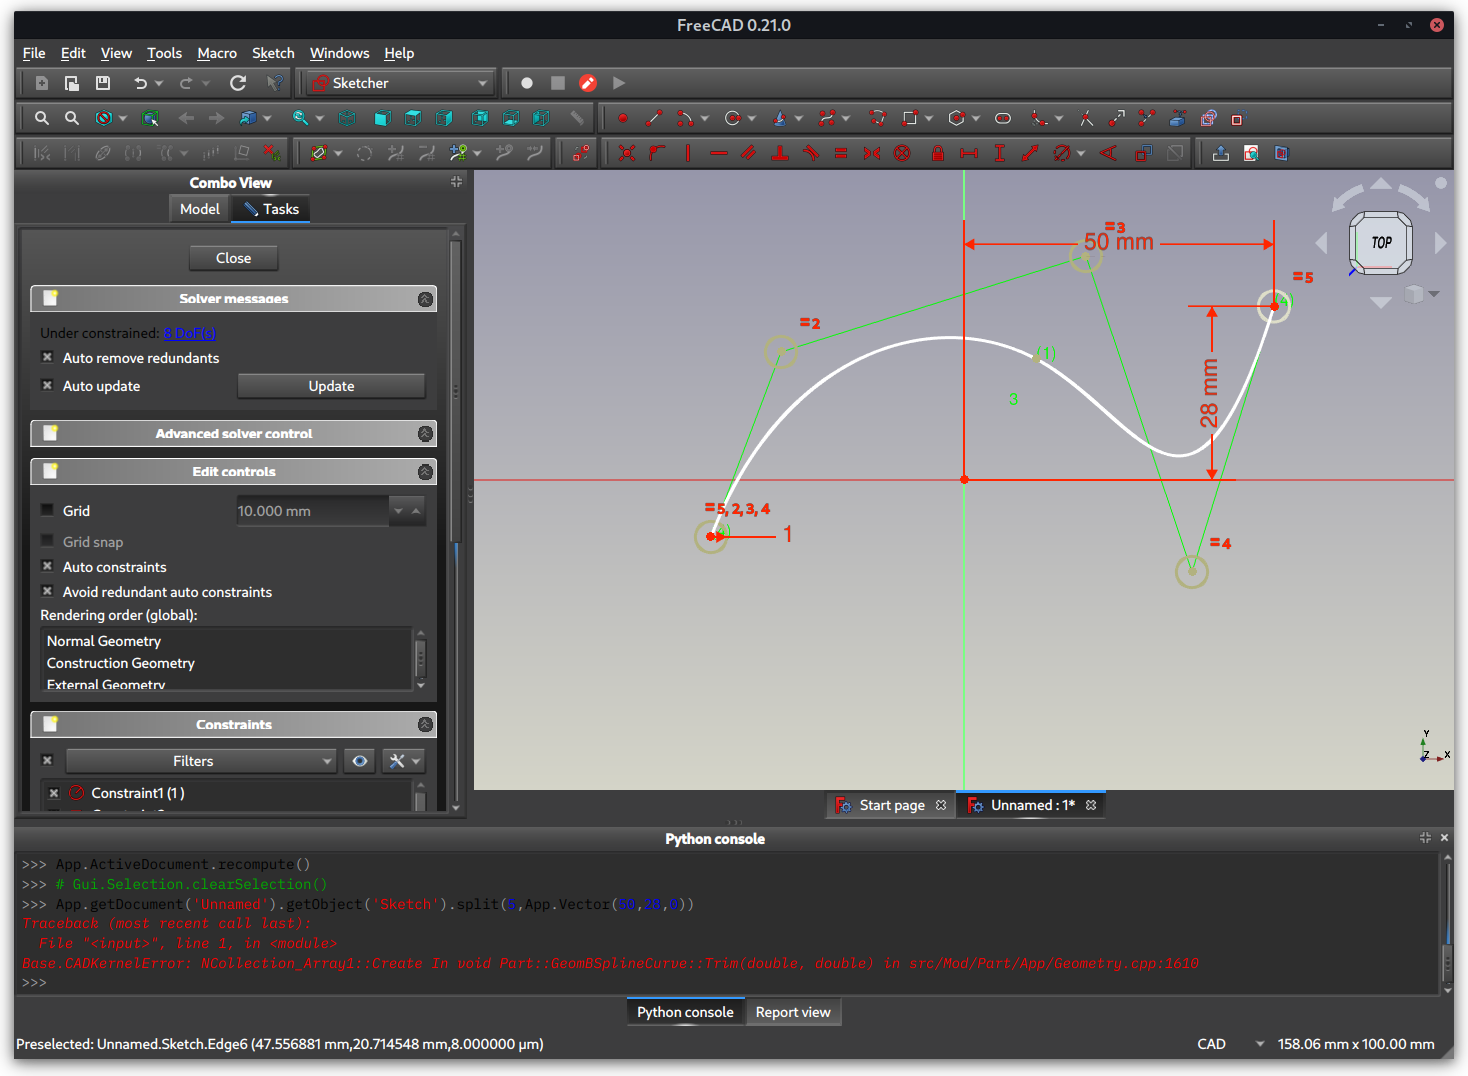 FreeCAD 0.21.0
File Edit View Tools Macro Sketch Windows Help
Sketcher
Combo View
Model Tasks
Close
Solver messages
Under constrained: 8 DoF(s)
Auto remove redundants
Auto update Update
Advanced solver control
Edit controls
Grid 10.000 mm
Grid snap
Auto constraints
Avoid redundant auto constraints
Rendering order (global):
Normal Geometry
Construction Geometry
External Geometry
Constraints
Filters
Constraint1 (1 )
=3
50 mm
TOP
=5
=2
(1)
3
28 mm
=5, 2, 3, 4
1
=4
Y
Z X
Start page Unnamed : 1*
Python console
>>> App.ActiveDocument.recompute()
>>> # Gui.Selection.clearSelection()
>>> App.getDocument('Unnamed').getObject('Sketch').split(5,App.Vector(50,28,0))
Traceback (most recent call last):
File "<input>", line 1, in <module>
Base.CADKernelError: NCollection_Array1::Create In void Part::GeomBSplineCurve::Trim(double, double) in src/Mod/Part/App/Geometry.cpp:1610
>>>
Python console Report view
Preselected: Unnamed.Sketch.Edge6 (47.556881 mm,20.714548 mm,8.000000 µm) CAD 158.06 mm x 100.00 mm